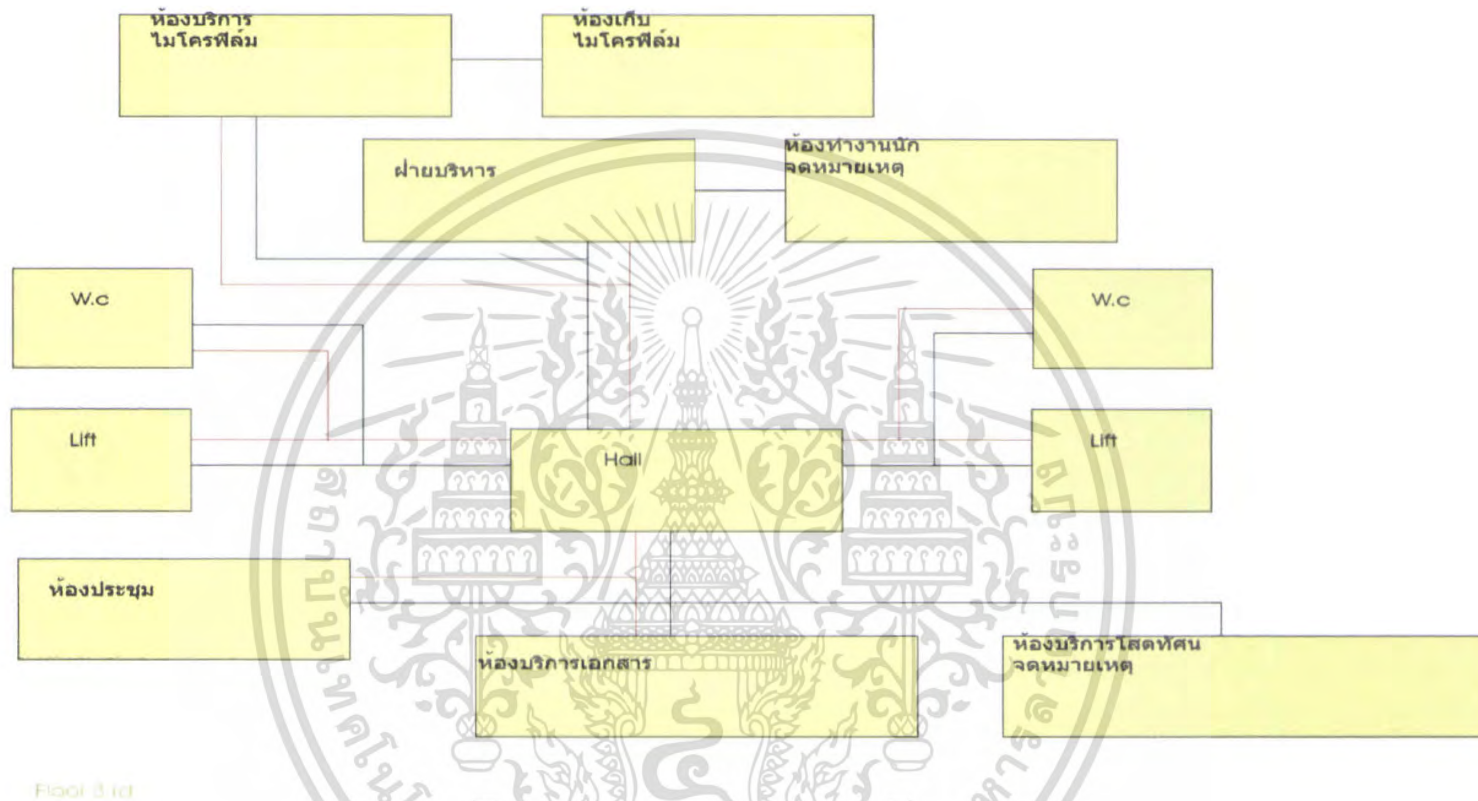 ห้องบริการ
ไมโครฟิล์ม
ห้องเก็บ
ไมโครฟิล์ม
ฝ่ายบริหาร
ห้องทำงานนัก
จดหมายเหตุ
W.c
W.c
Lift
Hall
Lift
ห้องประชุม
ห้องบริการเอกสาร
ห้องบริการโสตทัศน
จดหมายเหตุ
Floor 3 rd